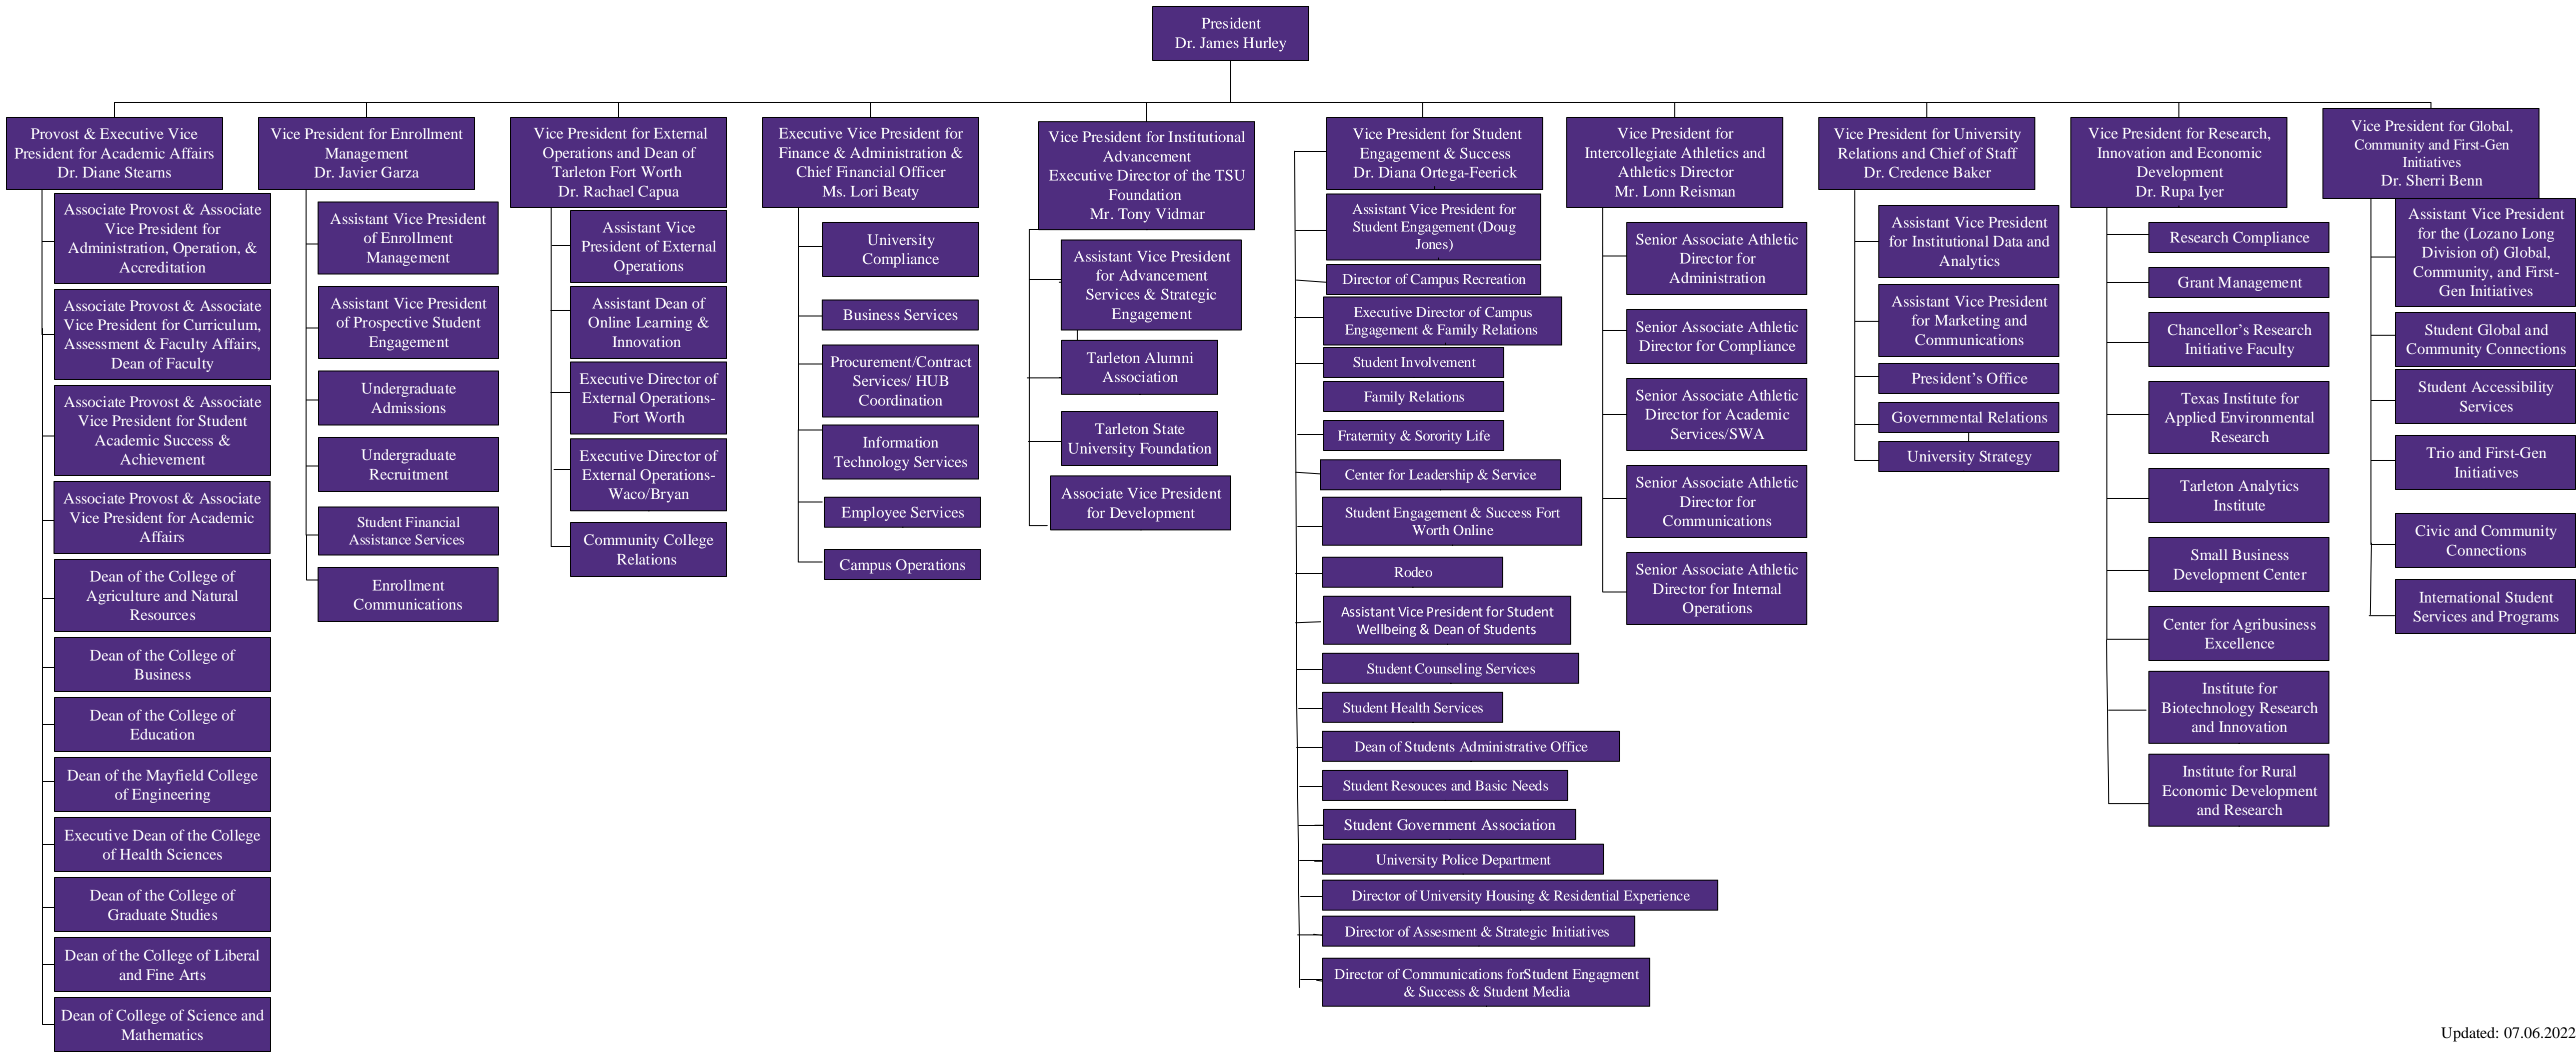 President
Dr. James Hurley
Provost & Executive Vice
President for Academic Affairs
Dr. Diane Stearns
Associate Provost & Associate
Vice President for
Administration, Operation, &
Accreditation
Associate Provost & Associate
Vice President for Curriculum,
Assessment & Faculty Affairs,
Dean of Faculty
Associate Provost & Associate
Vice President for Student
Academic Success &
Achievement
Associate Provost & Associate
Vice President for Academic
Affairs
Dean of the College of
Agriculture and Natural
Resources
Dean of the College of
Business
Dean of the College of
Education
Dean of the Mayfield College
of Engineering
Executive Dean of the College
of Health Sciences
Dean of the College of
Graduate Studies
Dean of the College of Liberal
and Fine Arts
Dean of College of Science and
Mathematics
Vice President for Enrollment
Management
Dr. Javier Garza
Assistant Vice President
of Enrollment
Management
Assistant Vice President
of Prospective Student
Engagement
Undergraduate
Admissions
Undergraduate
Recruitment
Student Financial
Assistance Services
Enrollment
Communications
Vice President for External
Operations and Dean of
Tarleton Fort Worth
Dr. Rachael Capua
Assistant Vice
President of External
Operations
Assistant Dean of
Online Learning &
Innovation
Executive Director of
External Operations-
Fort Worth
Executive Director of
External Operations-
Waco/Bryan
Community College
Relations
Executive Vice President for
Finance & Administration &
Chief Financial Officer
Ms. Lori Beaty
University
Compliance
Business Services
Procurement/Contract
Services/ HUB
Coordination
Information
Technology Services
Employee Services
Campus Operations
Vice President for Institutional
Advancement
Executive Director of the TSU
Foundation
Mr. Tony Vidmar
Assistant Vice President
for Advancement
Services & Strategic
Engagement
Tarleton Alumni
Association
Tarleton State
University Foundation
Associate Vice President
for Development
Vice President for Student
Engagement & Success
Dr. Diana Ortega-Feerick
Assistant Vice President for
Student Engagement (Doug
Jones)
Director of Campus Recreation
Executive Director of Campus
Engagement & Family Relations
Student Involvement
Family Relations
Fraternity & Sorority Life
Center for Leadership & Service
Student Engagement & Success Fort
Worth Online
Rodeo
Assistant Vice President for Student
Wellbeing & Dean of Students
Student Counseling Services
Student Health Services
Dean of Students Administrative Office
Student Resouces and Basic Needs
Student Government Association
University Police Department
Director of University Housing & Residential Experience
Director of Assesment & Strategic Initiatives
Director of Communications forStudent Engagment
& Success & Student Media
Vice President for
Intercollegiate Athletics and
Athletics Director
Mr. Lonn Reisman
Senior Associate Athletic
Director for
Administration
Senior Associate Athletic
Director for Compliance
Senior Associate Athletic
Director for Academic
Services/SWA
Senior Associate Athletic
Director for
Communications
Senior Associate Athletic
Director for Internal
Operations
Vice President for University
Relations and Chief of Staff
Dr. Credence Baker
Assistant Vice President
for Institutional Data and
Analytics
Assistant Vice President
for Marketing and
Communications
President’s Office
Governmental Relations
University Strategy
Vice President for Research,
Innovation and Economic
Development
Dr. Rupa Iyer
Research Compliance
Grant Management
Chancellor’s Research
Initiative Faculty
Texas Institute for
Applied Environmental
Research
Tarleton Analytics
Institute
Small Business
Development Center
Center for Agribusiness
Excellence
Institute for
Biotechnology Research
and Innovation
Institute for Rural
Economic Development
and Research
Vice President for Global,
Community and First-Gen
Initiatives
Dr. Sherri Benn
Assistant Vice President
for the (Lozano Long
Division of) Global,
Community, and First-
Gen Initiatives
Student Global and
Community Connections
Student Accessibility
Services
Trio and First-Gen
Initiatives
Civic and Community
Connections
International Student
Services and Programs
Updated: 07.06.2022